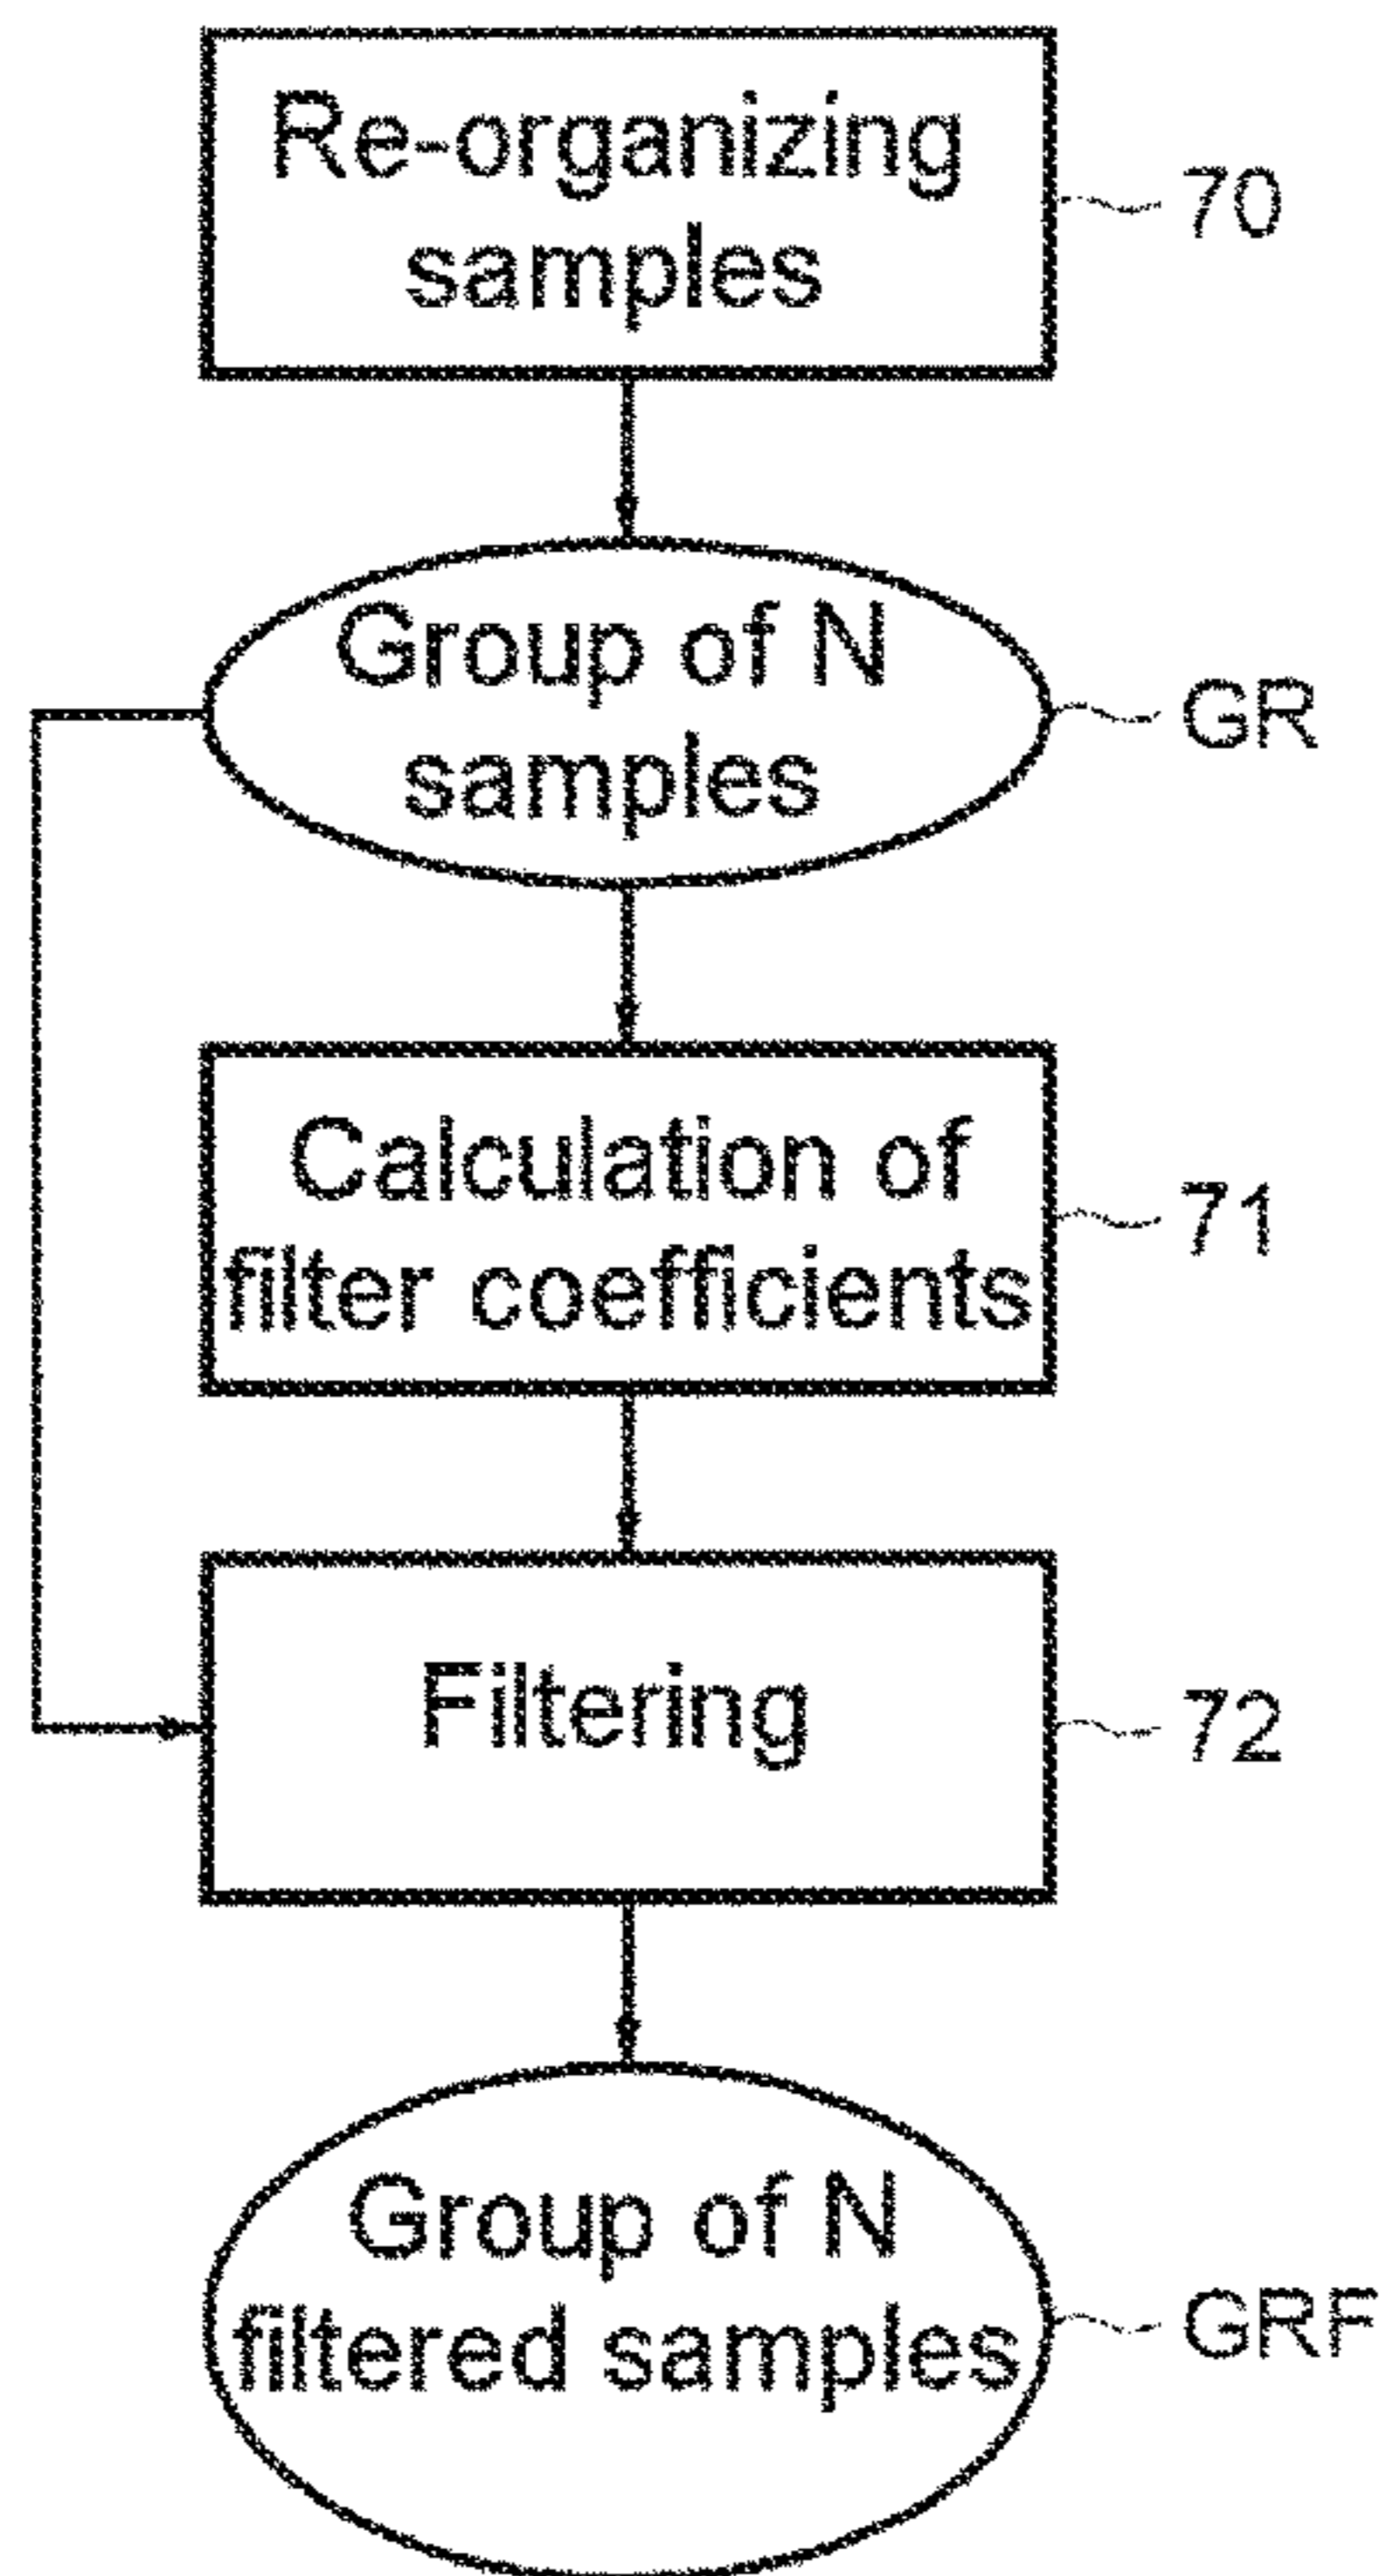 Re-organizing
samples
70
Group of N
samples
GR
Calculation of
filter coefficients
71
Filtering
72
Group of N
filtered samples
GRF